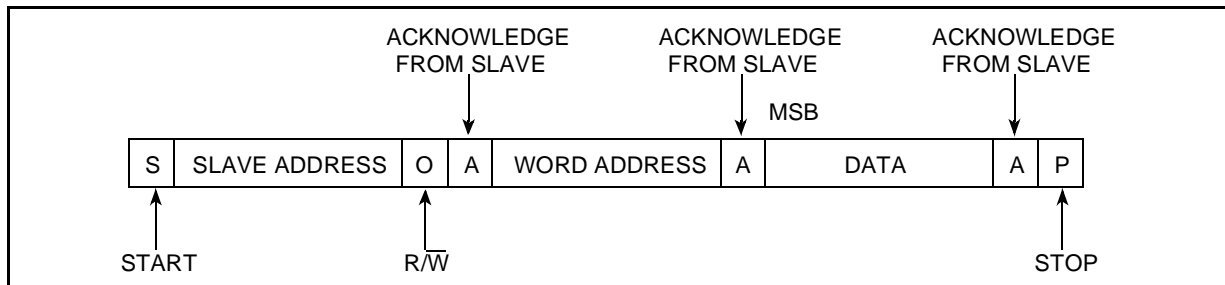 ACKNOWLEDGE ACKNOWLEDGE ACKNOWLEDGE
FROM SLAVE FROM SLAVE FROM SLAVE
MSB
S SLAVE ADDRESS O A WORD ADDRESS A DATA A P
START R/W̅ STOP